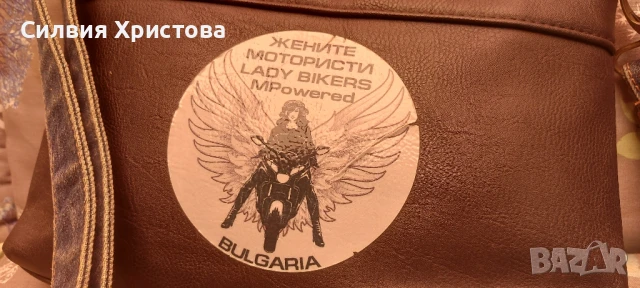 Силвия Христова
ЖЕНИТЕ
МОТОРИСТИ
LADY BIKERS
MPowered
BULGARIA
BAZAR